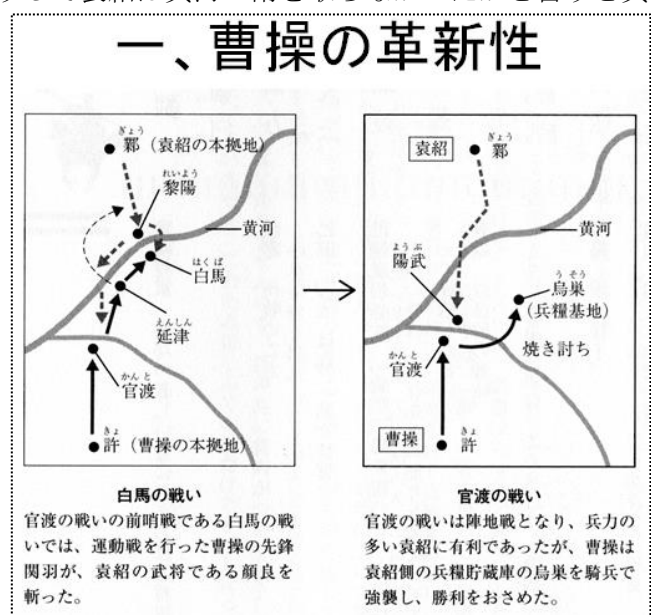 一、曹操の革新性
ぎょう
鄴（袁紹の本拠地）
れいよう
黎陽
黄河
はくば
白馬
えんしん
延津
かんと
官渡
きょ
許（曹操の本拠地）
袁紹
ぎょう
鄴
黄河
ようぶ
陽武
うそう
烏巣
（兵糧基地）
焼き討ち
かんと
官渡
曹操
きょ
許
白馬の戦い
官渡の戦いの前哨戦である白馬の戦
いでは、運動戦を行った曹操の先鋒
関羽が、袁紹の武将である顔良を
斬った。
官渡の戦い
官渡の戦いは陣地戦となり、兵力の
多い袁紹に有利であったが、曹操は
袁紹側の兵糧貯蔵庫の烏巣を騎兵で
強襲し、勝利をおさめた。